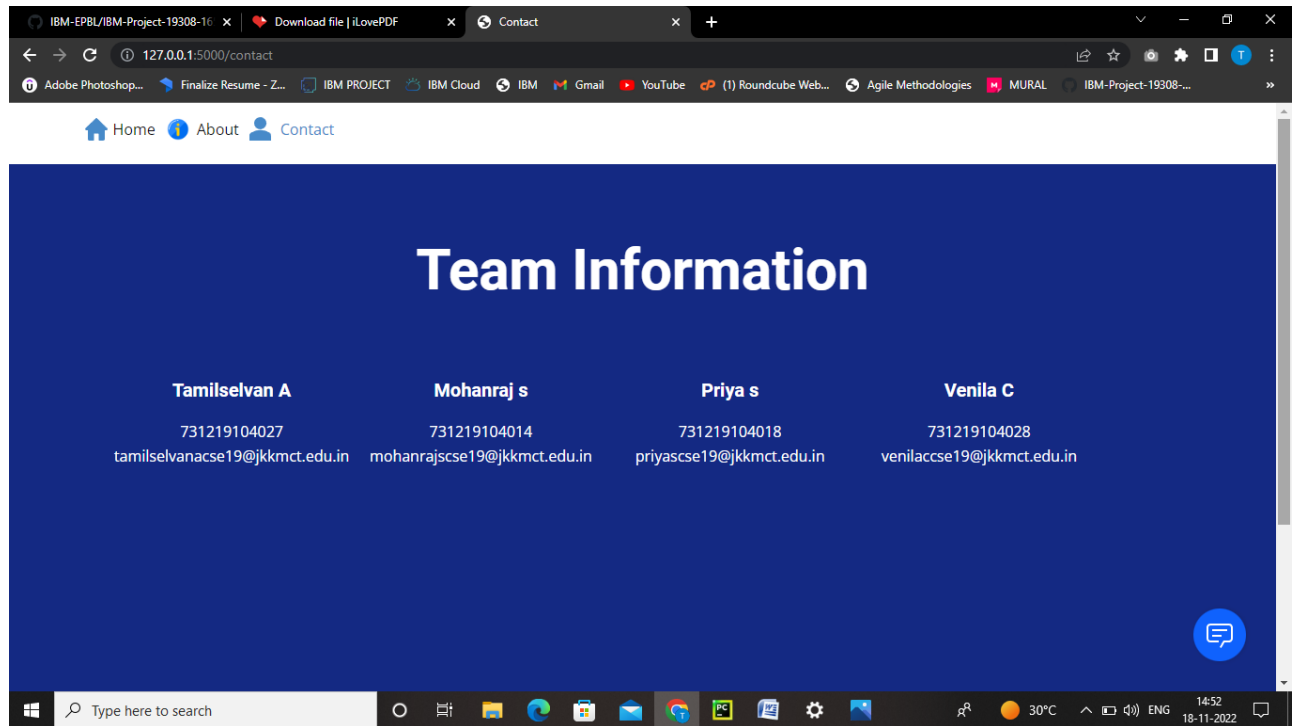 IBM-EPBL/IBM-Project-19308-16
Download file | iLovePDF
Contact
127.0.0.1:5000/contact
Adobe Photoshop... Finalize Resume - Z... IBM PROJECT IBM Cloud IBM Gmail YouTube (1) Roundcube Web... Agile Methodologies MURAL IBM-Project-19308-... »
Home About Contact
Team Information
Tamilselvan A Mohanraj s Priya s Venila C
731219104027 731219104014 731219104018 731219104028
tamilselvanacse19@jkkmct.edu.in mohanrajscse19@jkkmct.edu.in priyascse19@jkkmct.edu.in venilaccse19@jkkmct.edu.in
Type here to search
30°C ENG
14:52
18-11-2022